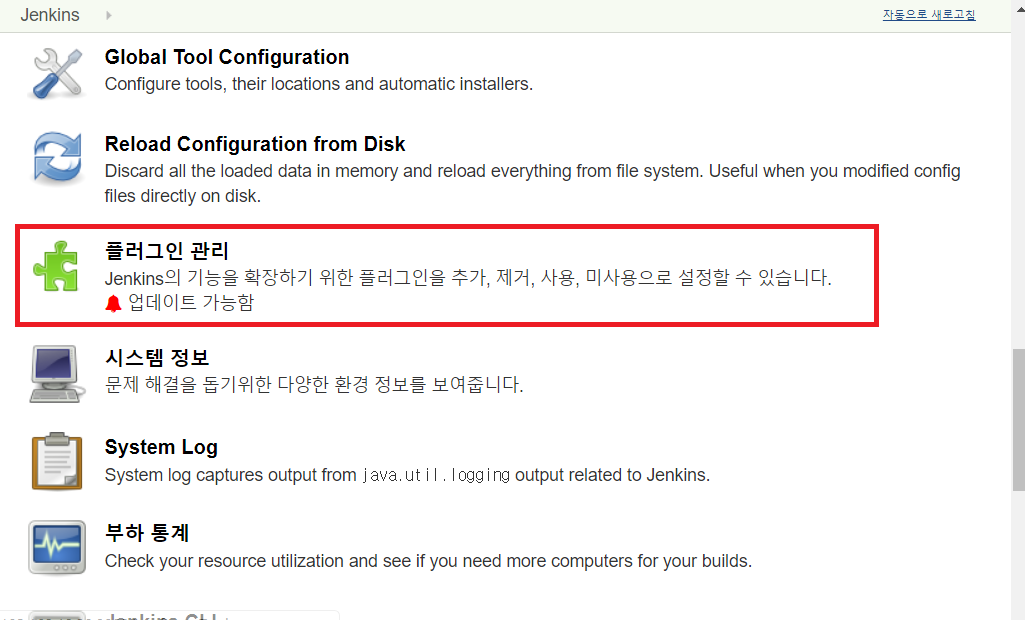 Jenkins
자동으로 새로고침
Global Tool Configuration
Configure tools, their locations and automatic installers.
Reload Configuration from Disk
Discard all the loaded data in memory and reload everything from file system. Useful when you modified config
files directly on disk.
플러그인 관리
Jenkins의 기능을 확장하기 위한 플러그인을 추가, 제거, 사용, 미사용으로 설정할 수 있습니다.
업데이트 가능함
시스템 정보
문제 해결을 돕기위한 다양한 환경 정보를 보여줍니다.
System Log
System log captures output from java.util.logging output related to Jenkins.
부하 통계
Check your resource utilization and see if you need more computers for your builds.
Jenkins CLI